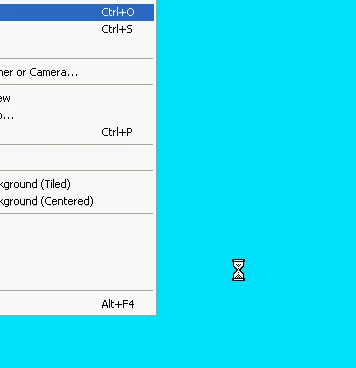 Ctrl+O
Ctrl+S
ner or Camera...
ew
o...
Ctrl+P
kground (Tiled)
kground (Centered)
Alt+F4